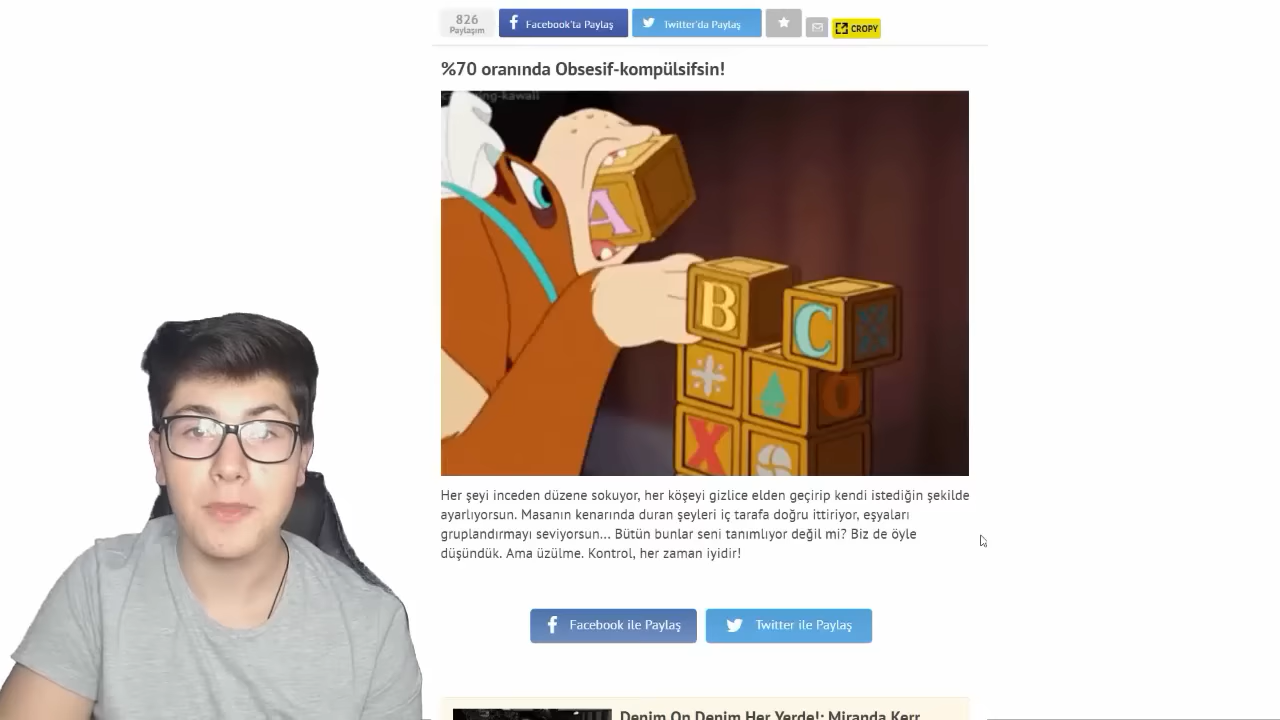 826
Paylaşım
Facebook'ta Paylaş
Twitter'da Paylaş
CROPY
%70 oranında Obsesif-kompülsifsin!
A
B
C
X
Her şeyi inceden düzene sokuyor, her köşeyi gizlice elden geçirip kendi istediğin şekilde
ayarlıyorsun. Masanın kenarında duran şeyleri iç tarafa doğru ittiriyor, eşyaları
gruplandırmayı seviyorsun... Bütün bunlar seni tanımlıyor değil mi? Biz de öyle
düşündük. Ama üzülme. Kontrol, her zaman iyidir!
Facebook ile Paylaş
Twitter ile Paylaş
Denim On Denim Her Yerde!: Miranda Kerr